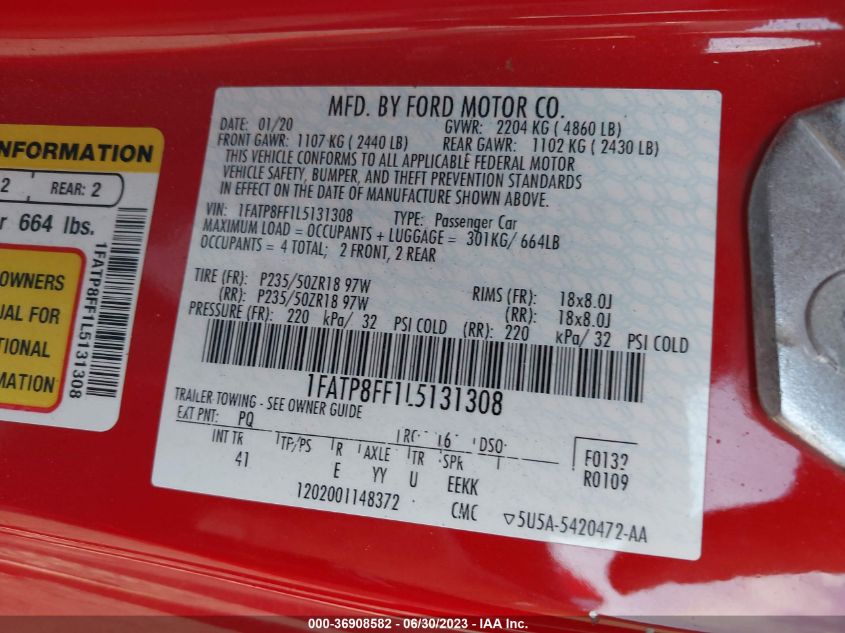 MFD. BY FORD MOTOR CO.
DATE: 01/20 GVWR: 2204 KG ( 4860 LB)
FRONT GAWR: 1107 KG ( 2440 LB) REAR GAWR: 1102 KG ( 2430 LB)
THIS VEHICLE CONFORMS TO ALL APPLICABLE FEDERAL MOTOR
VEHICLE SAFETY, BUMPER, AND THEFT PREVENTION STANDARDS
IN EFFECT ON THE DATE OF MANUFACTURE SHOWN ABOVE.
VIN: 1FATP8FF1L5131308 TYPE: Passenger Car
MAXIMUM LOAD = OCCUPANTS + LUGGAGE = 301KG/ 664LB
OCCUPANTS = 4 TOTAL; 2 FRONT, 2 REAR
TIRE (FR): P235/50ZR18 97W RIMS (FR): 18x8.0J
(RR): P235/50ZR18 97W (RR): 18x8.0J
PRESSURE (FR): 220 kPa/ 32 PSI COLD (RR): 220 kPa/ 32 PSI COLD
1FATP8FF1L5131308
TRAILER TOWING - SEE OWNER GUIDE
EXT PNT: PQ RC: 16 DSO: F0132
INT TR TP/PS R AXLE TR SPR R0109
41 E YY U EEKK
1202001148372 CMC ▽5U5A-5420472-AA
INFORMATION
2 REAR: 2
664 lbs.
OWNERS
FOR
1FATP8FF1L5131308
000-36908582 - 06/30/2023 - IAA Inc.